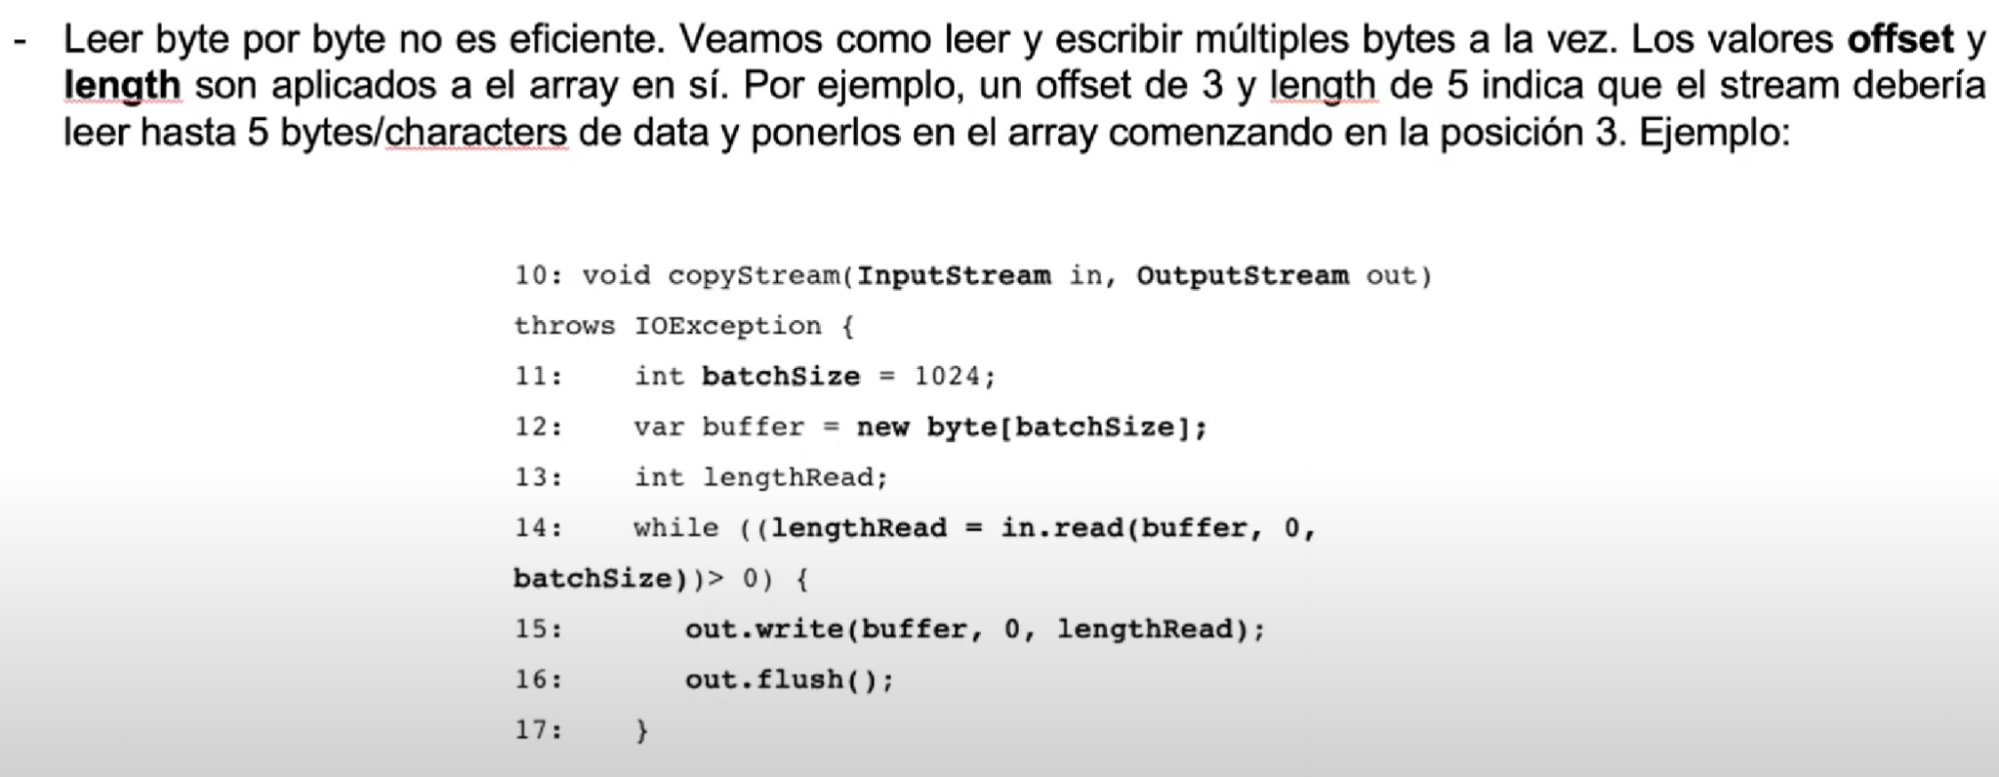 - Leer byte por byte no es eficiente. Veamos como leer y escribir múltiples bytes a la vez. Los valores offset y
length son aplicados a el array en sí. Por ejemplo, un offset de 3 y length de 5 indica que el stream debería
leer hasta 5 bytes/characters de data y ponerlos en el array comenzando en la posición 3. Ejemplo:
10: void copyStream(InputStream in, OutputStream out)
throws IOException {
11: int batchSize = 1024;
12: var buffer = new byte[batchSize];
13: int lengthRead;
14: while ((lengthRead = in.read(buffer, 0,
batchSize))> 0) {
15: out.write(buffer, 0, lengthRead);
16: out.flush();
17: }